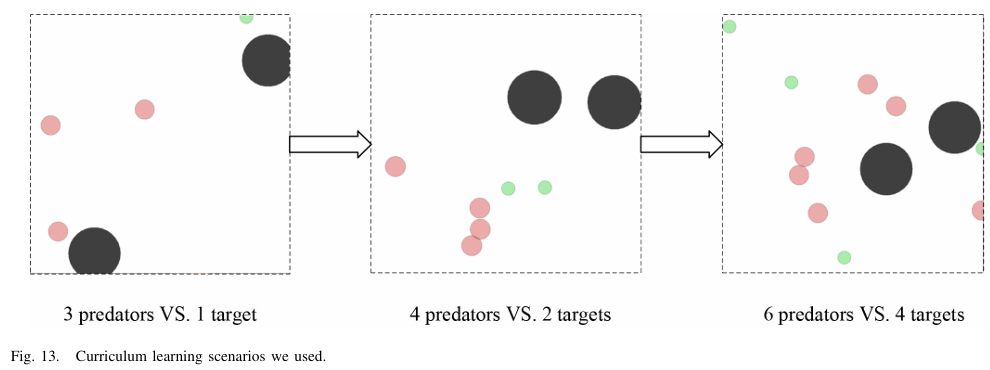 3 predators VS. 1 target
4 predators VS. 2 targets
6 predators VS. 4 targets
Fig. 13. Curriculum learning scenarios we used.